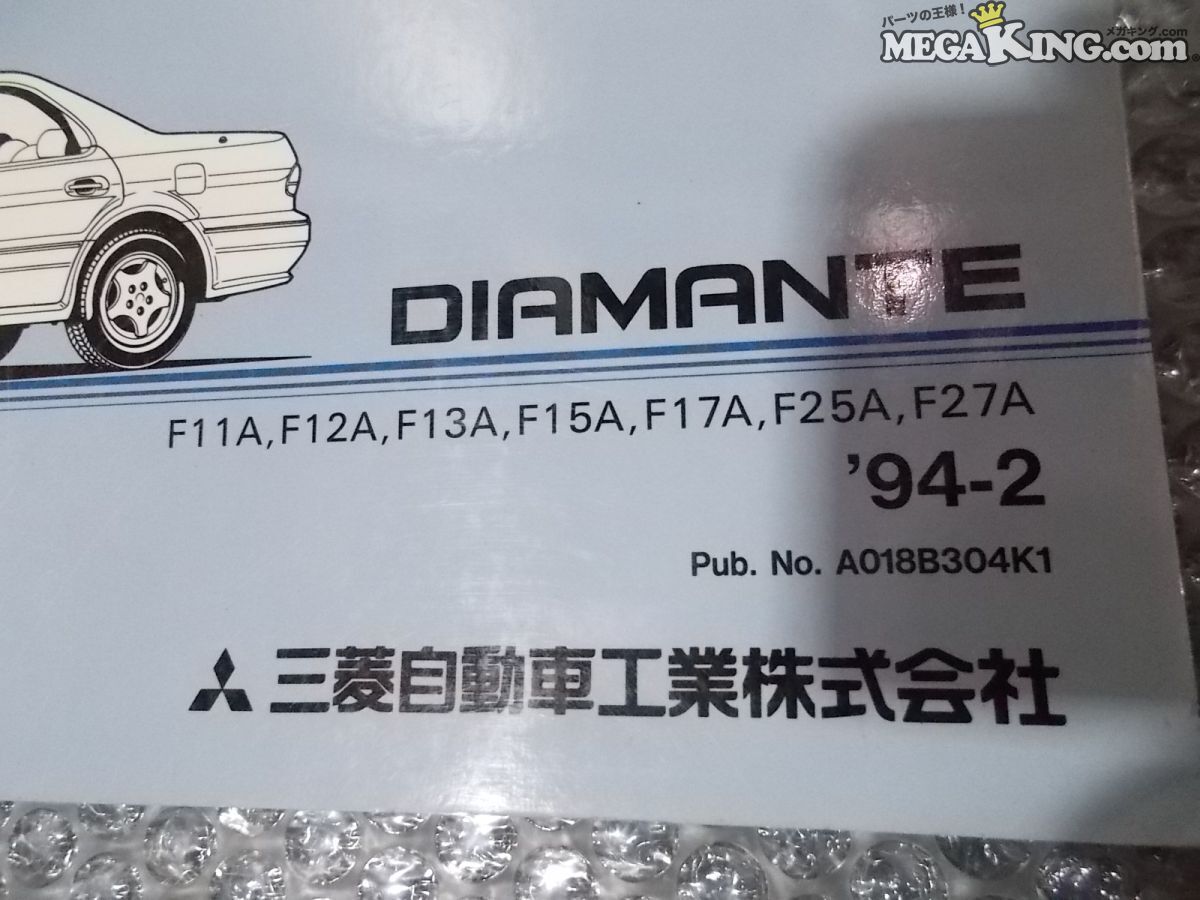 パーツの王様！
メガキング.com
MEGAKING.com®
DIAMANTE
F11A, F12A, F13A, F15A, F17A, F25A, F27A
’94-2
Pub. No. A018B304K1
三菱自動車工業株式会社